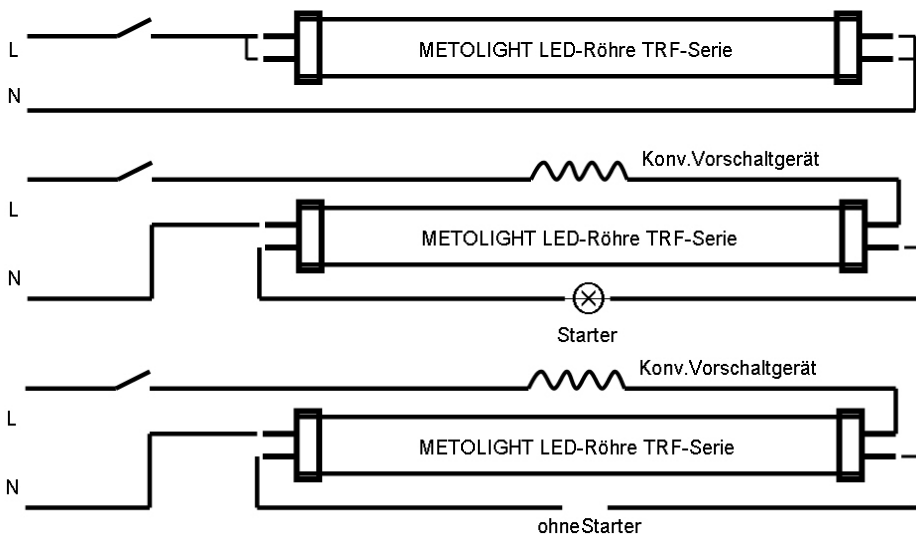 L
METOLIGHT LED-Röhre TRF-Serie
N
Konv.Vorschaltgerät
L
METOLIGHT LED-Röhre TRF-Serie
N
Starter
Konv.Vorschaltgerät
L
METOLIGHT LED-Röhre TRF-Serie
N
ohneStarter